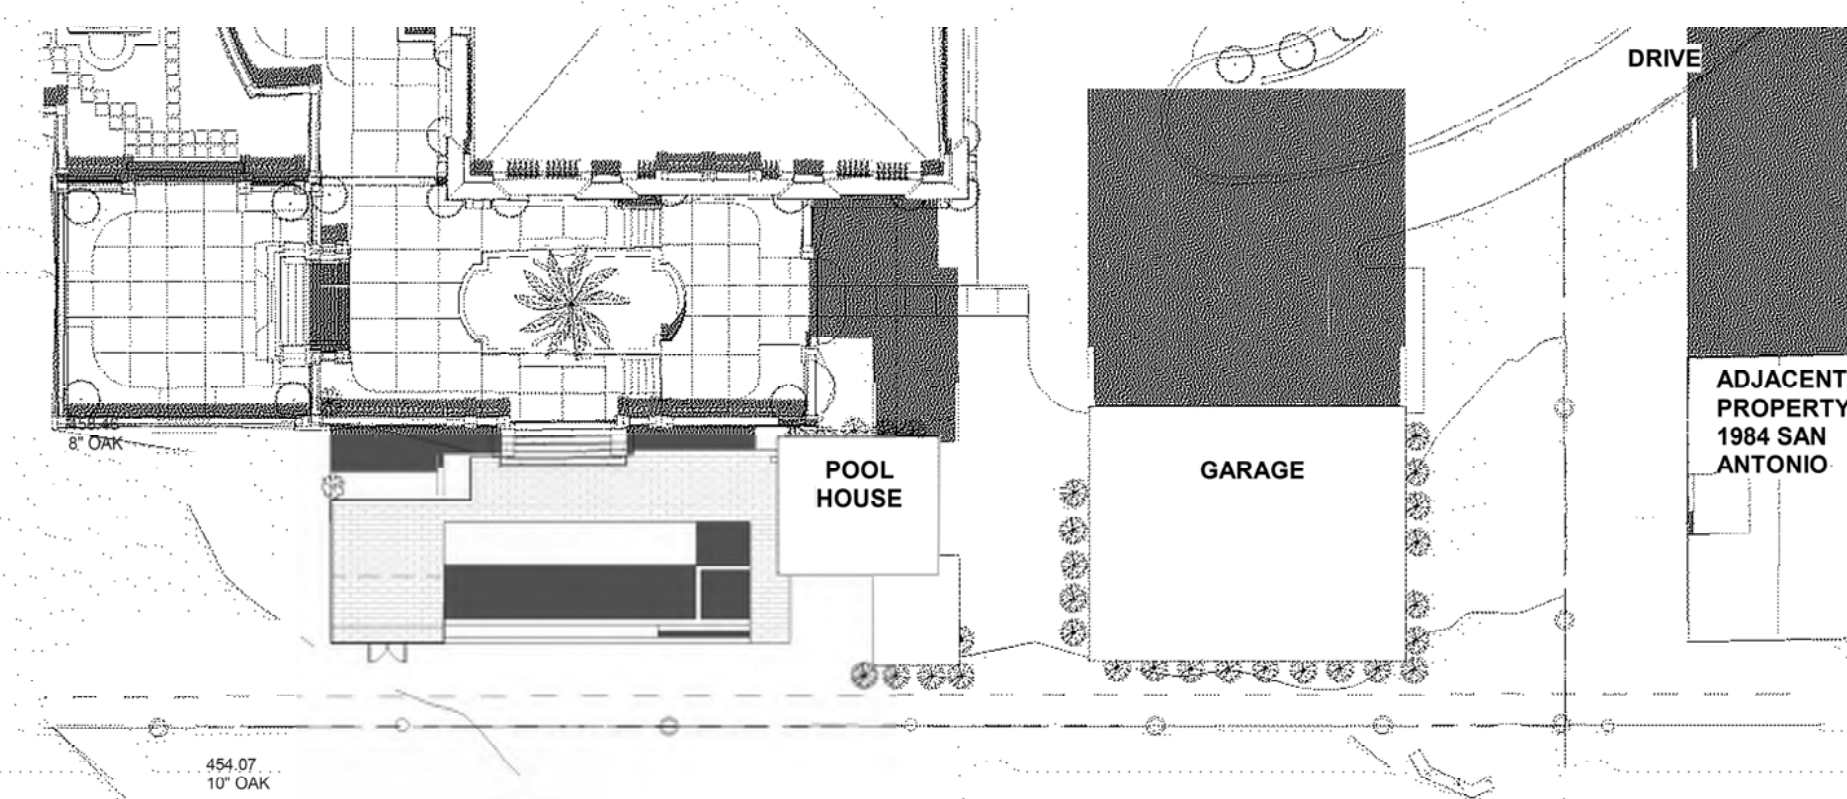 DRIVE
ADJACENT
PROPERTY
1984 SAN
ANTONIO
8" OAK
POOL
HOUSE
GARAGE
454.07
10" OAK